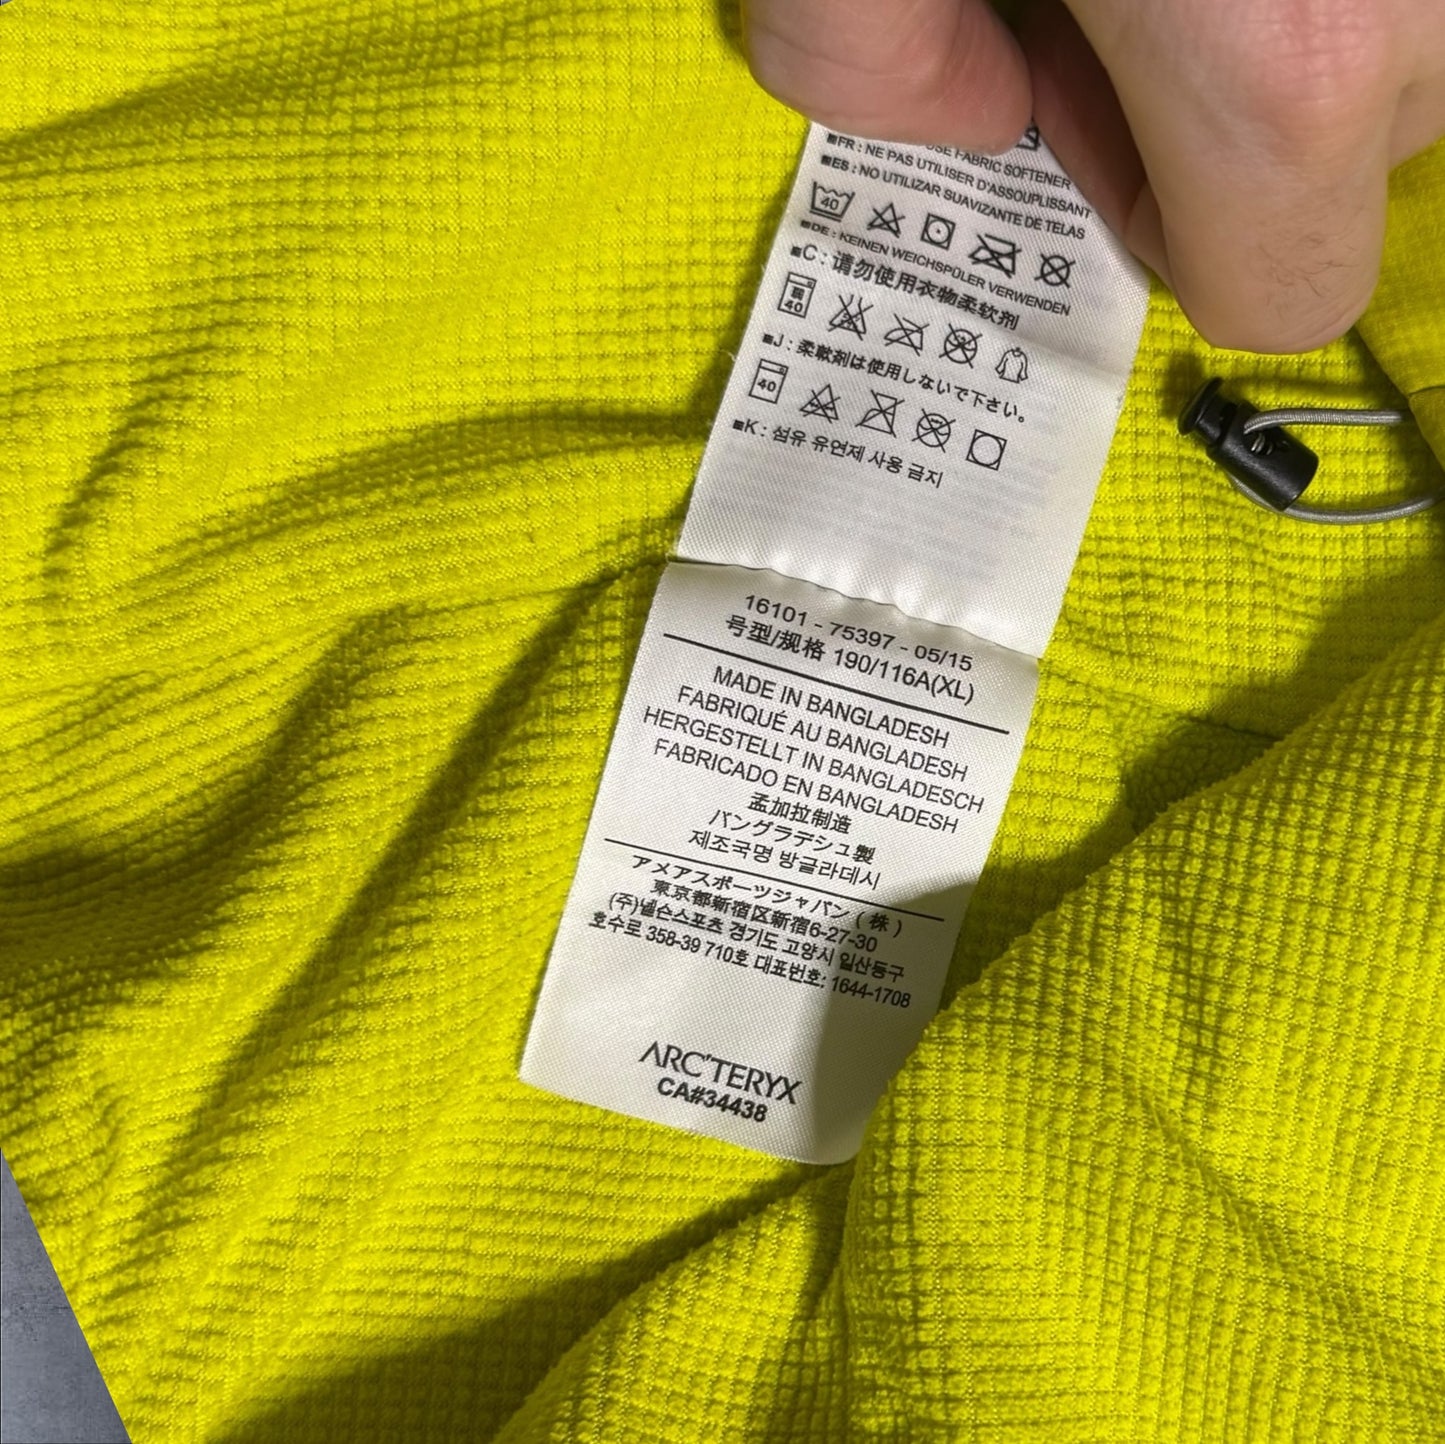 USE FABRIC SOFTENER
■FR : NE PAS UTILISER D'ASSOUPLISSANT
■ES : NO UTILIZAR SUAVIZANTE DE TELAS
40
■DE : KEINEN WEICHSPÜLER VERWENDEN
■C : 请勿使用衣物柔软剂
弱 40
■J : 柔軟剤は使用しないで下さい。
40
■K : 섬유 유연제 사용 금지
16101 - 75397 - 05/15
号型/规格 190/116A(XL)
MADE IN BANGLADESH
FABRIQUÉ AU BANGLADESH
HERGESTELLT IN BANGLADESCH
FABRICADO EN BANGLADESH
孟加拉制造
バングラデシュ製
제조국명 방글라데시
アメアスポーツジャパン (株)
東京都新宿区新宿6-27-30
(주)넬슨스포츠 경기도 고양시 일산동구
호수로 358-39 710호 대표번호: 1644-1708
ARC'TERYX
CA#34438